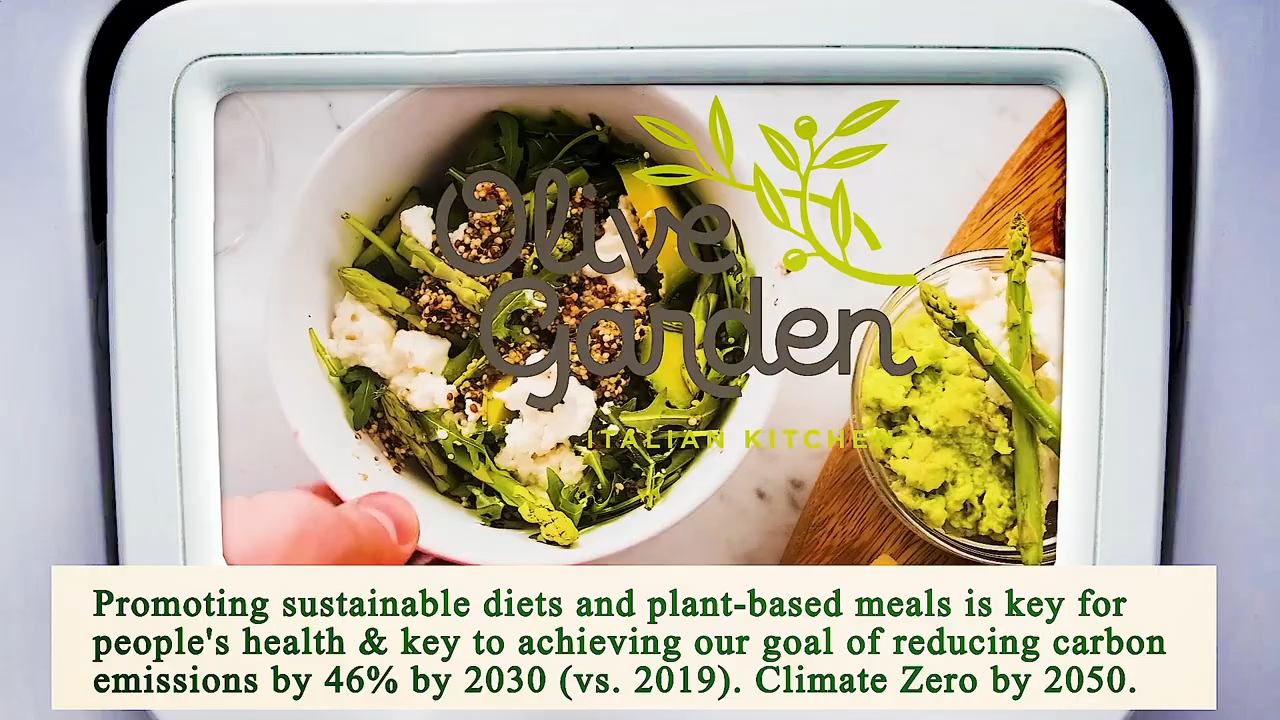 Olive
Garden
ITALIAN KITCHEN
Promoting sustainable diets and plant-based meals is key for
people's health & key to achieving our goal of reducing carbon
emissions by 46% by 2030 (vs. 2019). Climate Zero by 2050.